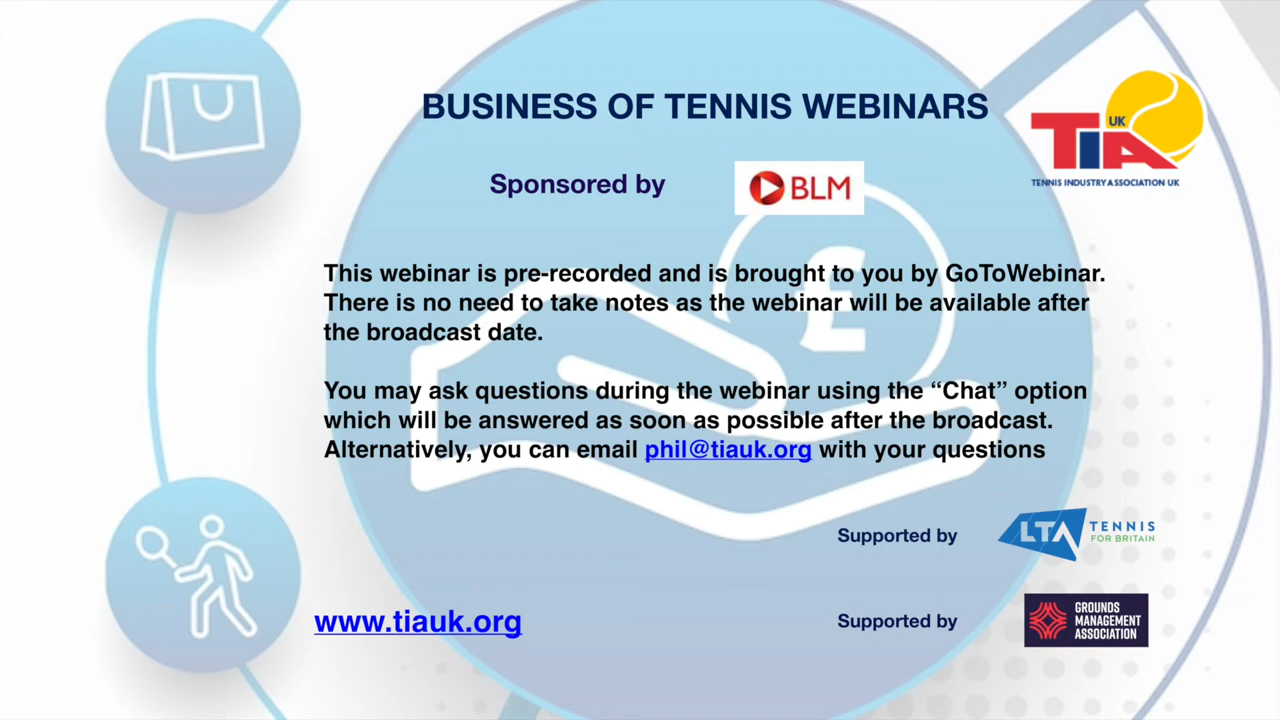 BUSINESS OF TENNIS WEBINARS
UK
TIA
TENNIS INDUSTRY ASSOCIATION UK
Sponsored by
BLM
£
This webinar is pre-recorded and is brought to you by GoToWebinar.
There is no need to take notes as the webinar will be available after
the broadcast date.
You may ask questions during the webinar using the “Chat” option
which will be answered as soon as possible after the broadcast.
Alternatively, you can email phil@tiauk.org with your questions
Supported by
LTA TENNIS
FOR BRITAIN
www.tiauk.org
Supported by
GROUNDS
MANAGEMENT
ASSOCIATION